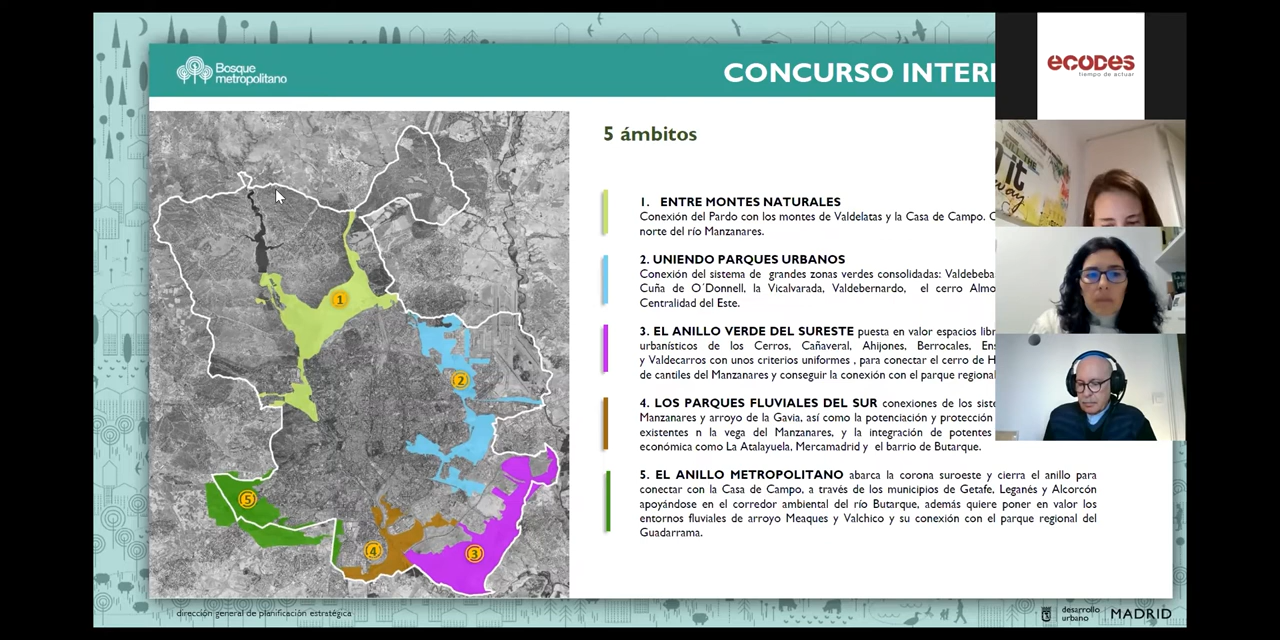 Bosque
metropolitano
CONCURSO INTER
ecodes
tiempo de actuar
5 ámbitos
1. ENTRE MONTES NATURALES
Conexión del Pardo con los montes de Valdelatas y la Casa de Campo. C
norte del río Manzanares.
2. UNIENDO PARQUES URBANOS
Conexión del sistema de grandes zonas verdes consolidadas: Valdebeba
Cuña de O´Donnell, la Vicalvarada, Valdebernardo, el cerro Almo
Centralidad del Este.
3. EL ANILLO VERDE DEL SURESTE puesta en valor espacios libr
urbanísticos de los Cerros, Cañaveral, Ahijones, Berrocales, En
y Valdecarros con unos criterios uniformes , para conectar el cerro de H
de cantiles del Manzanares y conseguir la conexión con el parque regional
4. LOS PARQUES FLUVIALES DEL SUR conexiones de los siste
Manzanares y arroyo de la Gavia, así como la potenciación y protección
existentes n la vega del Manzanares, y la integración de potentes
económica como La Atalayuela, Mercamadrid y el barrio de Butarque.
5. EL ANILLO METROPOLITANO abarca la corona suroeste y cierra el anillo para
conectar con la Casa de Campo, a través de los municipios de Getafe, Leganés y Alcorcón
apoyándose en el corredor ambiental del río Butarque, además quiere poner en valor los
entornos fluviales de arroyo Meaques y Valchico y su conexión con el parque regional del
Guadarrama.
1
2
5
4
3
it
way
dirección general de planificación estratégica
desarrollo
urbano
MADRID